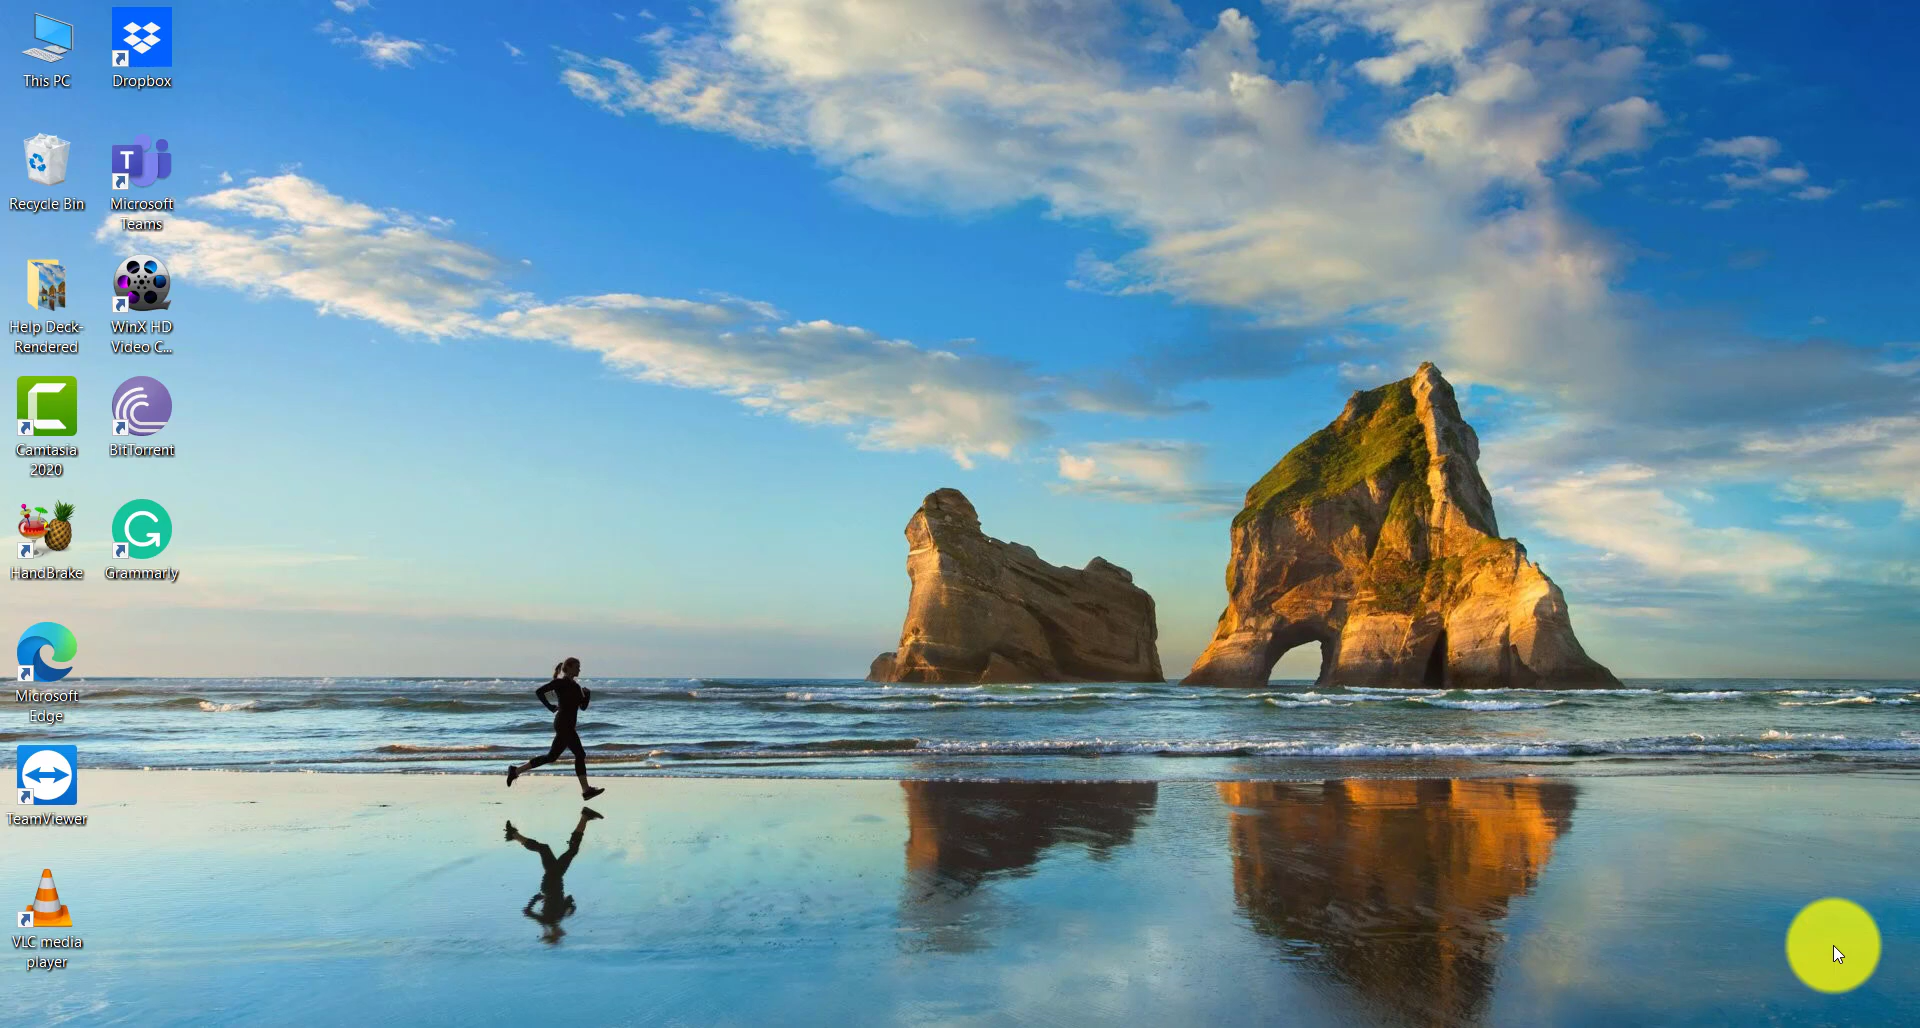 This PC
Dropbox
Recycle Bin
T
Microsoft
Teams
Help Deck-
Rendered
WinX HD
Video C...
Camtasia
2020
BitTorrent
HandBrake
Grammarly
Microsoft
Edge
TeamViewer
VLC media
player